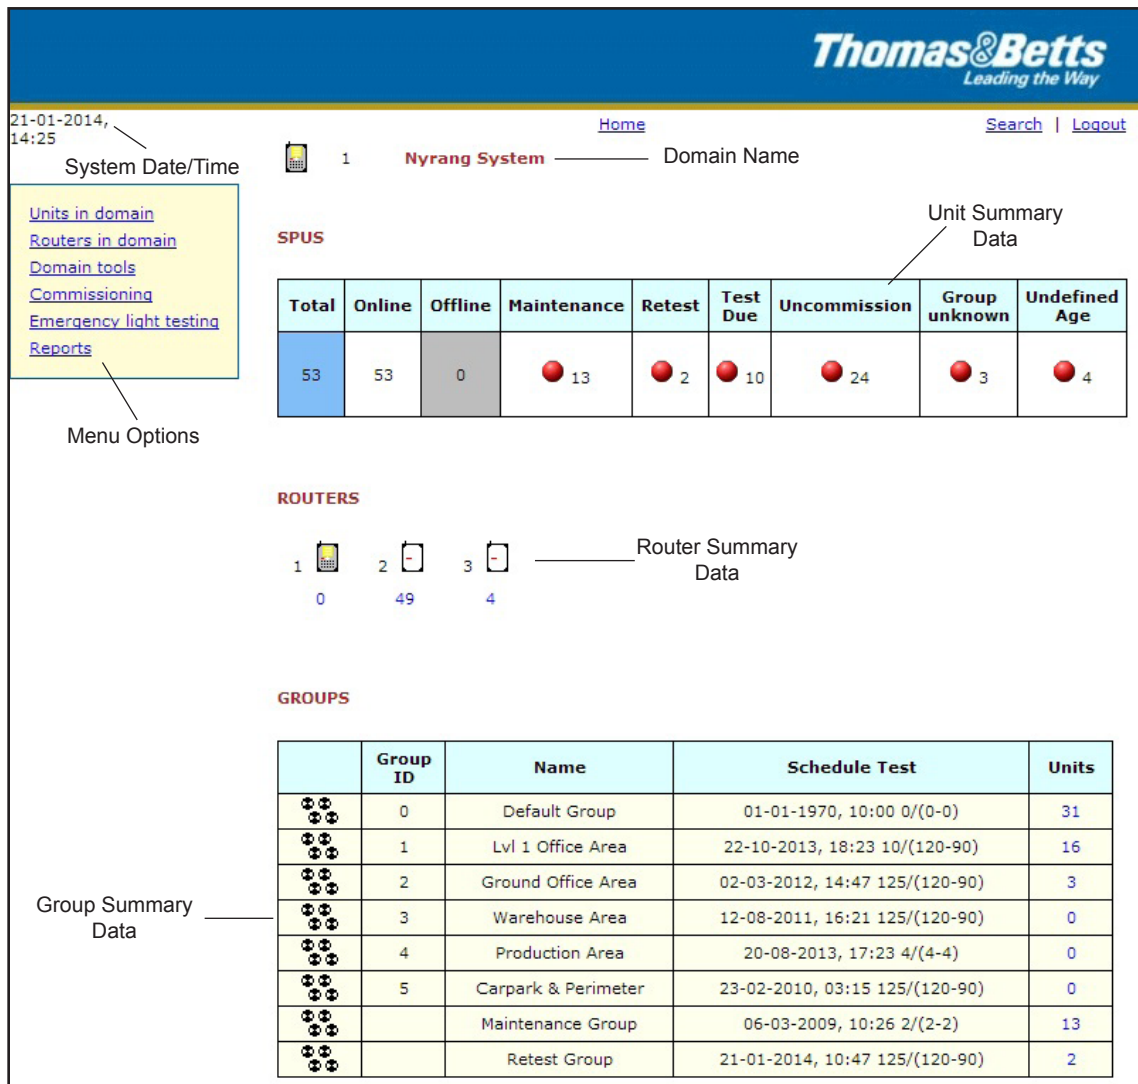 Thomas&Betts
Leading the Way
21-01-2014,
14:25
Home
Search | Logout
System Date/Time
1 Nyrang System
Domain Name
Units in domain
Routers in domain
Domain tools
Commissioning
Emergency light testing
Reports
Menu Options
Unit Summary
Data
SPUS
Total Online Offline Maintenance Retest Test Due Uncommission Group unknown Undefined Age
53 53 0 13 2 10 24 3 4
ROUTERS
1 2 3
0 49 4
Router Summary
Data
GROUPS
Group ID Name Schedule Test Units
0 Default Group 01-01-1970, 10:00 0/(0-0) 31
1 Lvl 1 Office Area 22-10-2013, 18:23 10/(120-90) 16
2 Ground Office Area 02-03-2012, 14:47 125/(120-90) 3
3 Warehouse Area 12-08-2011, 16:21 125/(120-90) 0
4 Production Area 20-08-2013, 17:23 4/(4-4) 0
5 Carpark & Perimeter 23-02-2010, 03:15 125/(120-90) 0
Maintenance Group 06-03-2009, 10:26 2/(2-2) 13
Retest Group 21-01-2014, 10:47 125/(120-90) 2
Group Summary
Data